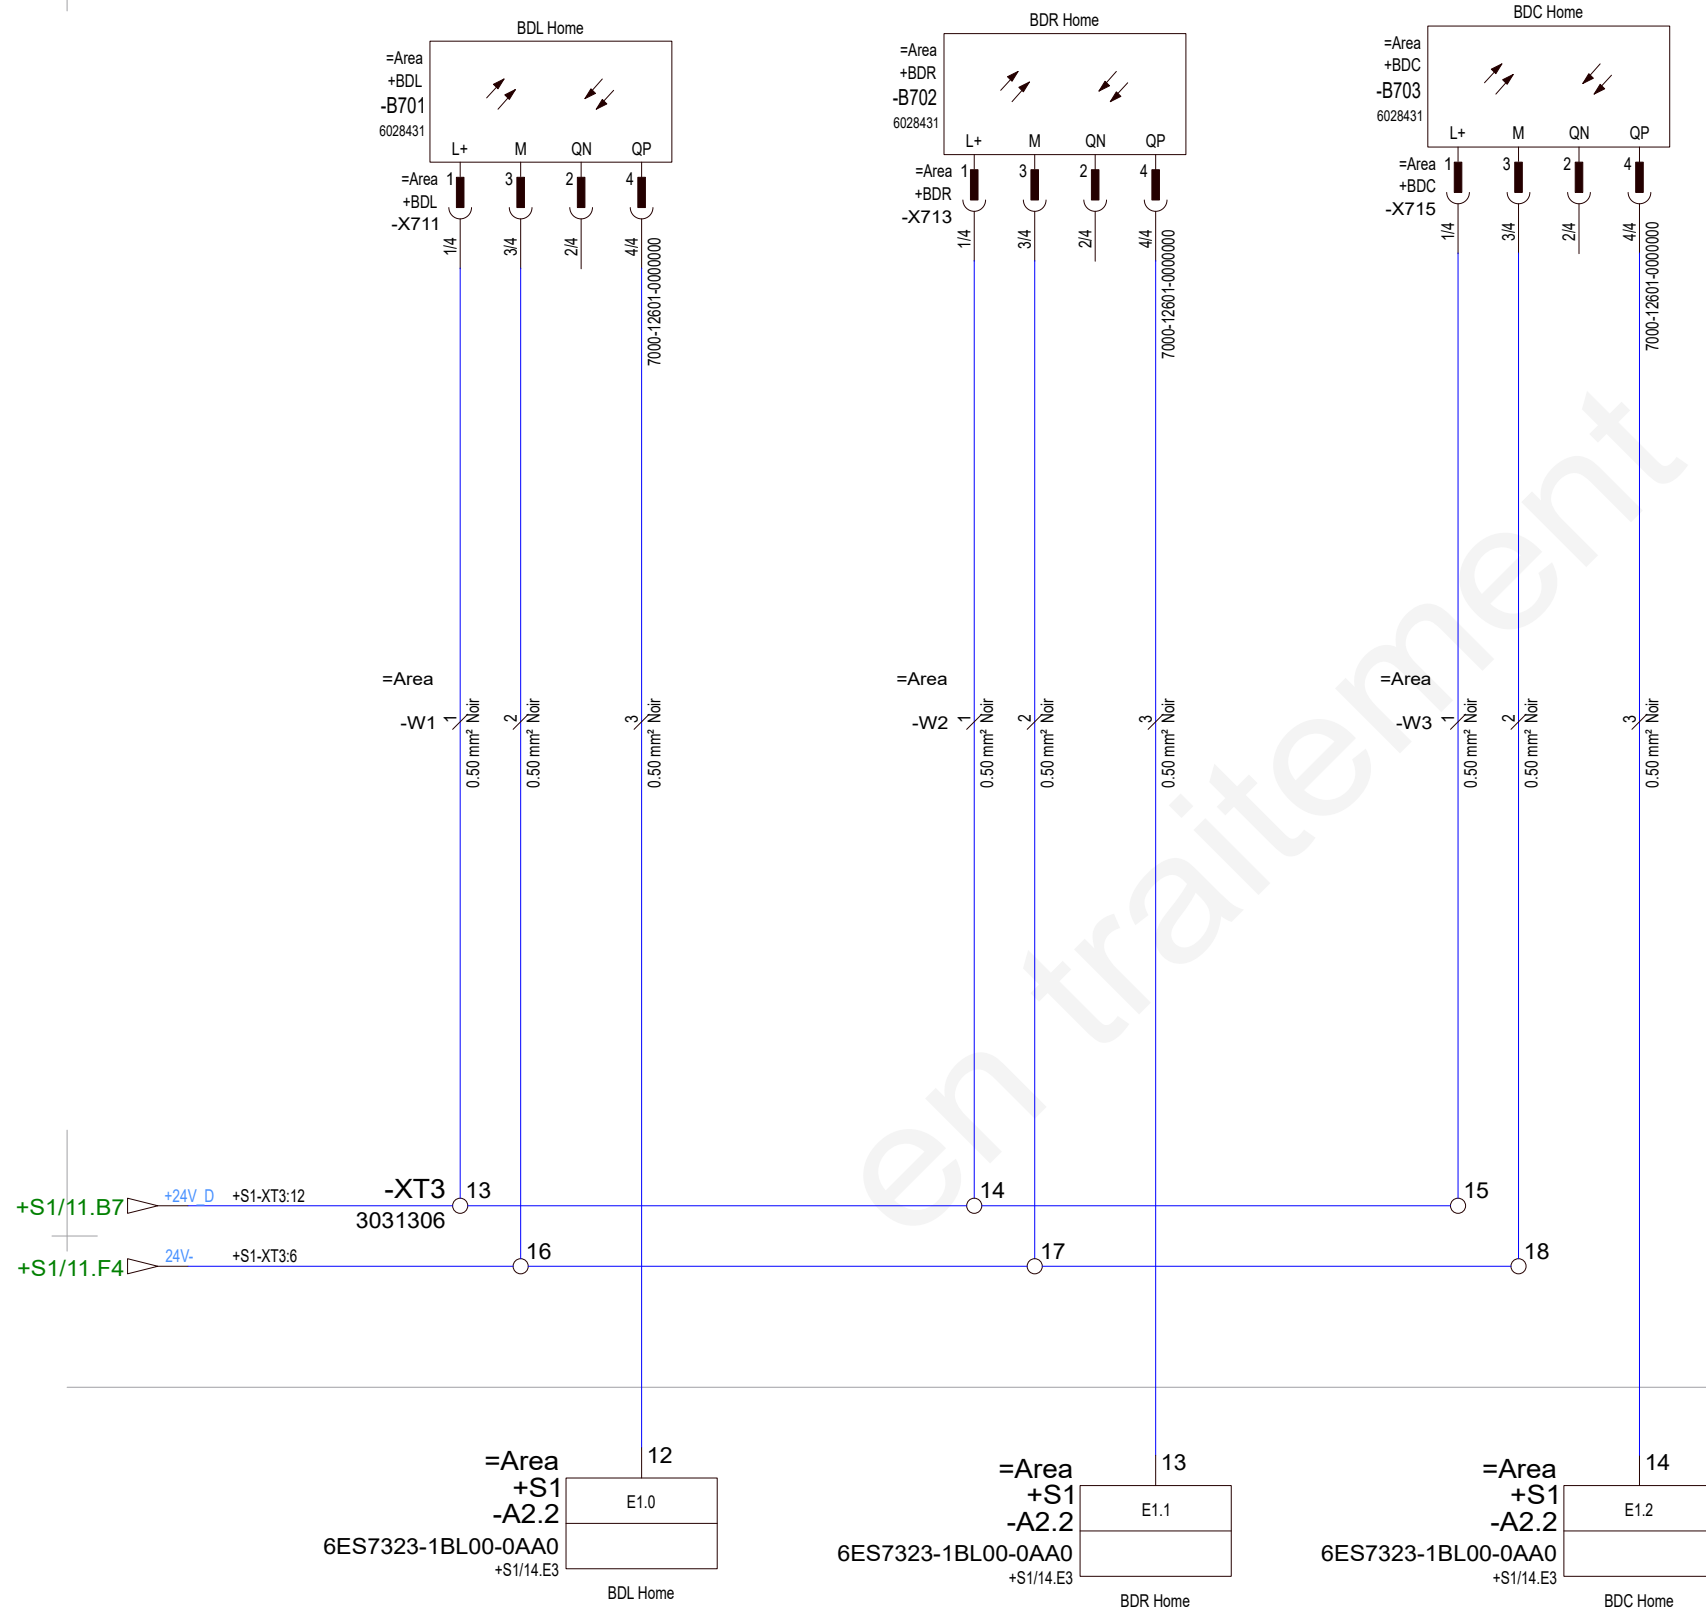 BDL Home
=Area
+BDL
-B701
6028431
L+ M QN QP
=Area
+BDL
-X711
1 3 2 4
1/4 3/4 2/4 4/4
7000-12601-0000000
BDR Home
=Area
+BDR
-B702
6028431
L+ M QN QP
=Area
+BDR
-X713
1 3 2 4
1/4 3/4 2/4 4/4
7000-12601-0000000
BDC Home
=Area
+BDC
-B703
6028431
L+ M QN QP
=Area
+BDC
-X715
1 3 2 4
1/4 3/4 2/4 4/4
7000-12601-0000000
=Area
-W1
1
0.50 mm² Noir
2
0.50 mm² Noir
3
0.50 mm² Noir
=Area
-W2
1
0.50 mm² Noir
2
0.50 mm² Noir
3
0.50 mm² Noir
=Area
-W3
1
0.50 mm² Noir
2
0.50 mm² Noir
3
0.50 mm² Noir
en traitement
+S1/11.B7 +24V_D +S1-XT3:12 -XT3 13 14 15
3031306
+S1/11.F4 24V- +S1-XT3:6 16 17 18
=Area
+S1
-A2.2
6ES7323-1BL00-0AA0
+S1/14.E3
12
E1.0
BDL Home
=Area
+S1
-A2.2
6ES7323-1BL00-0AA0
+S1/14.E3
13
E1.1
BDR Home
=Area
+S1
-A2.2
6ES7323-1BL00-0AA0
+S1/14.E3
14
E1.2
BDC Home